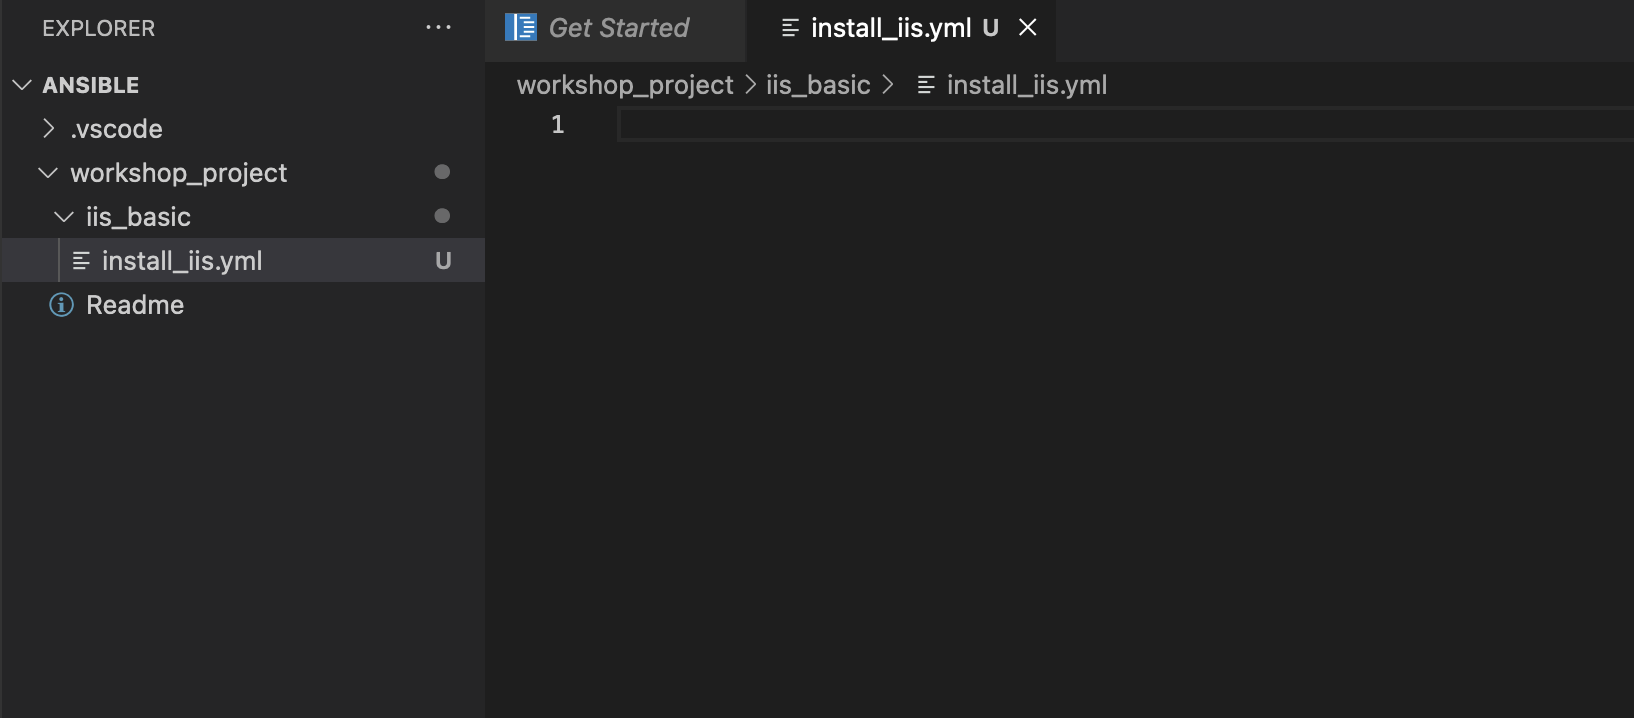 EXPLORER
ANSIBLE
.vscode
workshop_project
iis_basic
install_iis.yml U
Readme
Get Started
install_iis.yml U
workshop_project > iis_basic > install_iis.yml
1